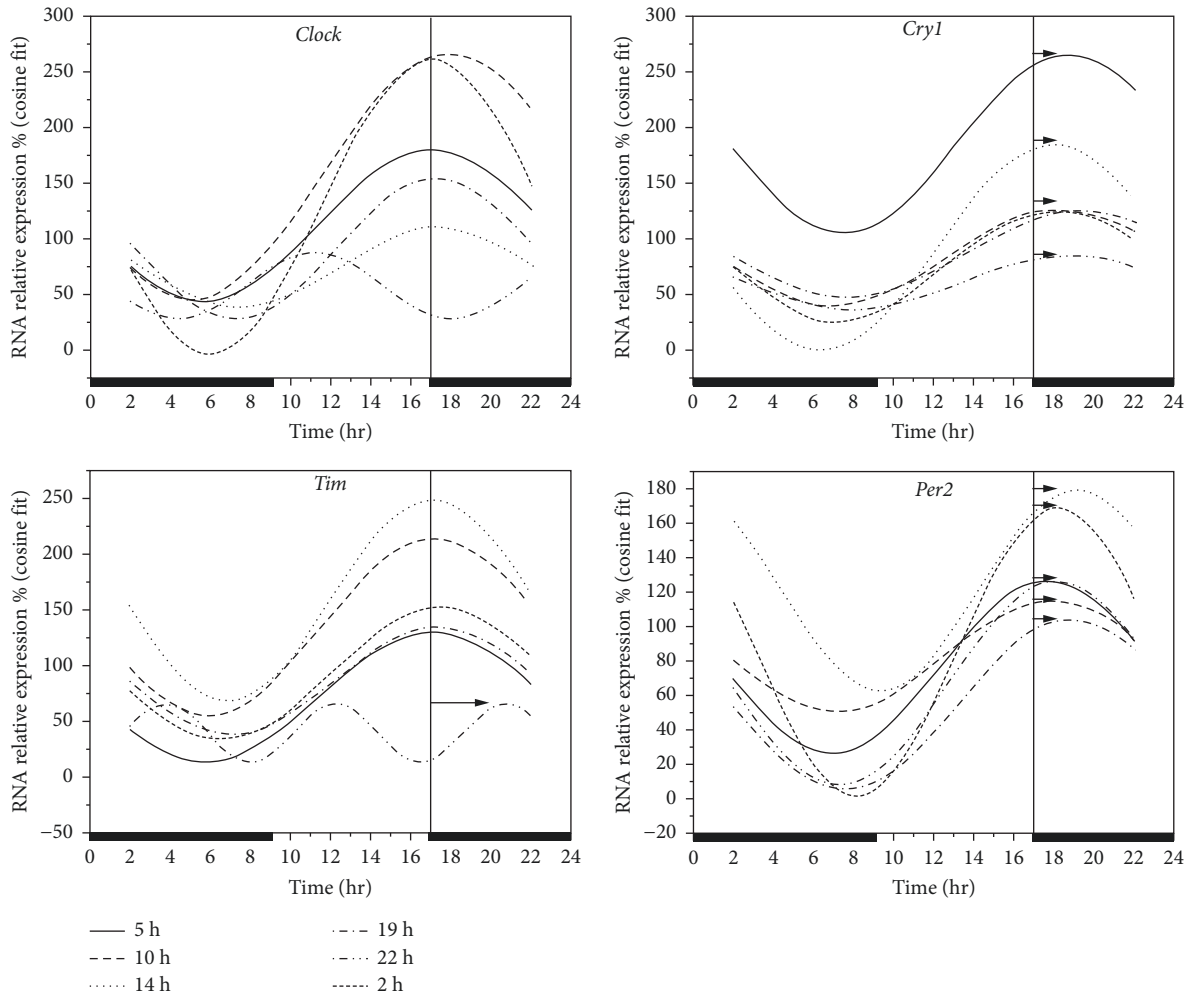 Clock
RNA relative expression % (cosine fit)
300
250
200
150
100
50
0
0 2 4 6 8 10 12 14 16 18 20 22 24
Time (hr)
Cry1
RNA relative expression % (cosine fit)
300
250
200
150
100
50
0
0 2 4 6 8 10 12 14 16 18 20 22 24
Time (hr)
Tim
RNA relative expression % (cosine fit)
250
200
150
100
50
0
−50
0 2 4 6 8 10 12 14 16 18 20 22 24
Time (hr)
Per2
RNA relative expression % (cosine fit)
180
160
140
120
100
80
60
40
20
0
−20
0 2 4 6 8 10 12 14 16 18 20 22 24
Time (hr)
5 h
10 h
14 h
19 h
22 h
2 h